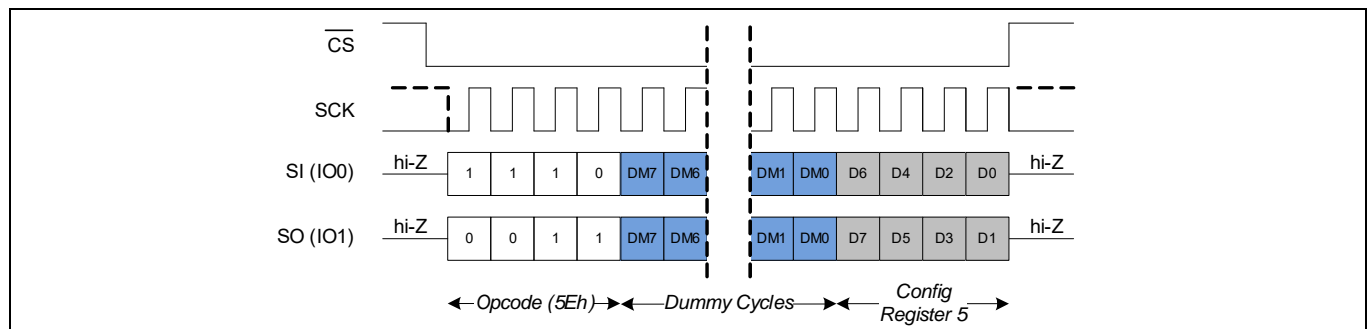 CS
SCK
hi-Z hi-Z
SI (IO0) 1 1 1 0 DM7 DM6 DM1 DM0 D6 D4 D2 D0
hi-Z hi-Z
SO (IO1) 0 0 1 1 DM7 DM6 DM1 DM0 D7 D5 D3 D1
Opcode (5Eh) Dummy Cycles Config
Register 5